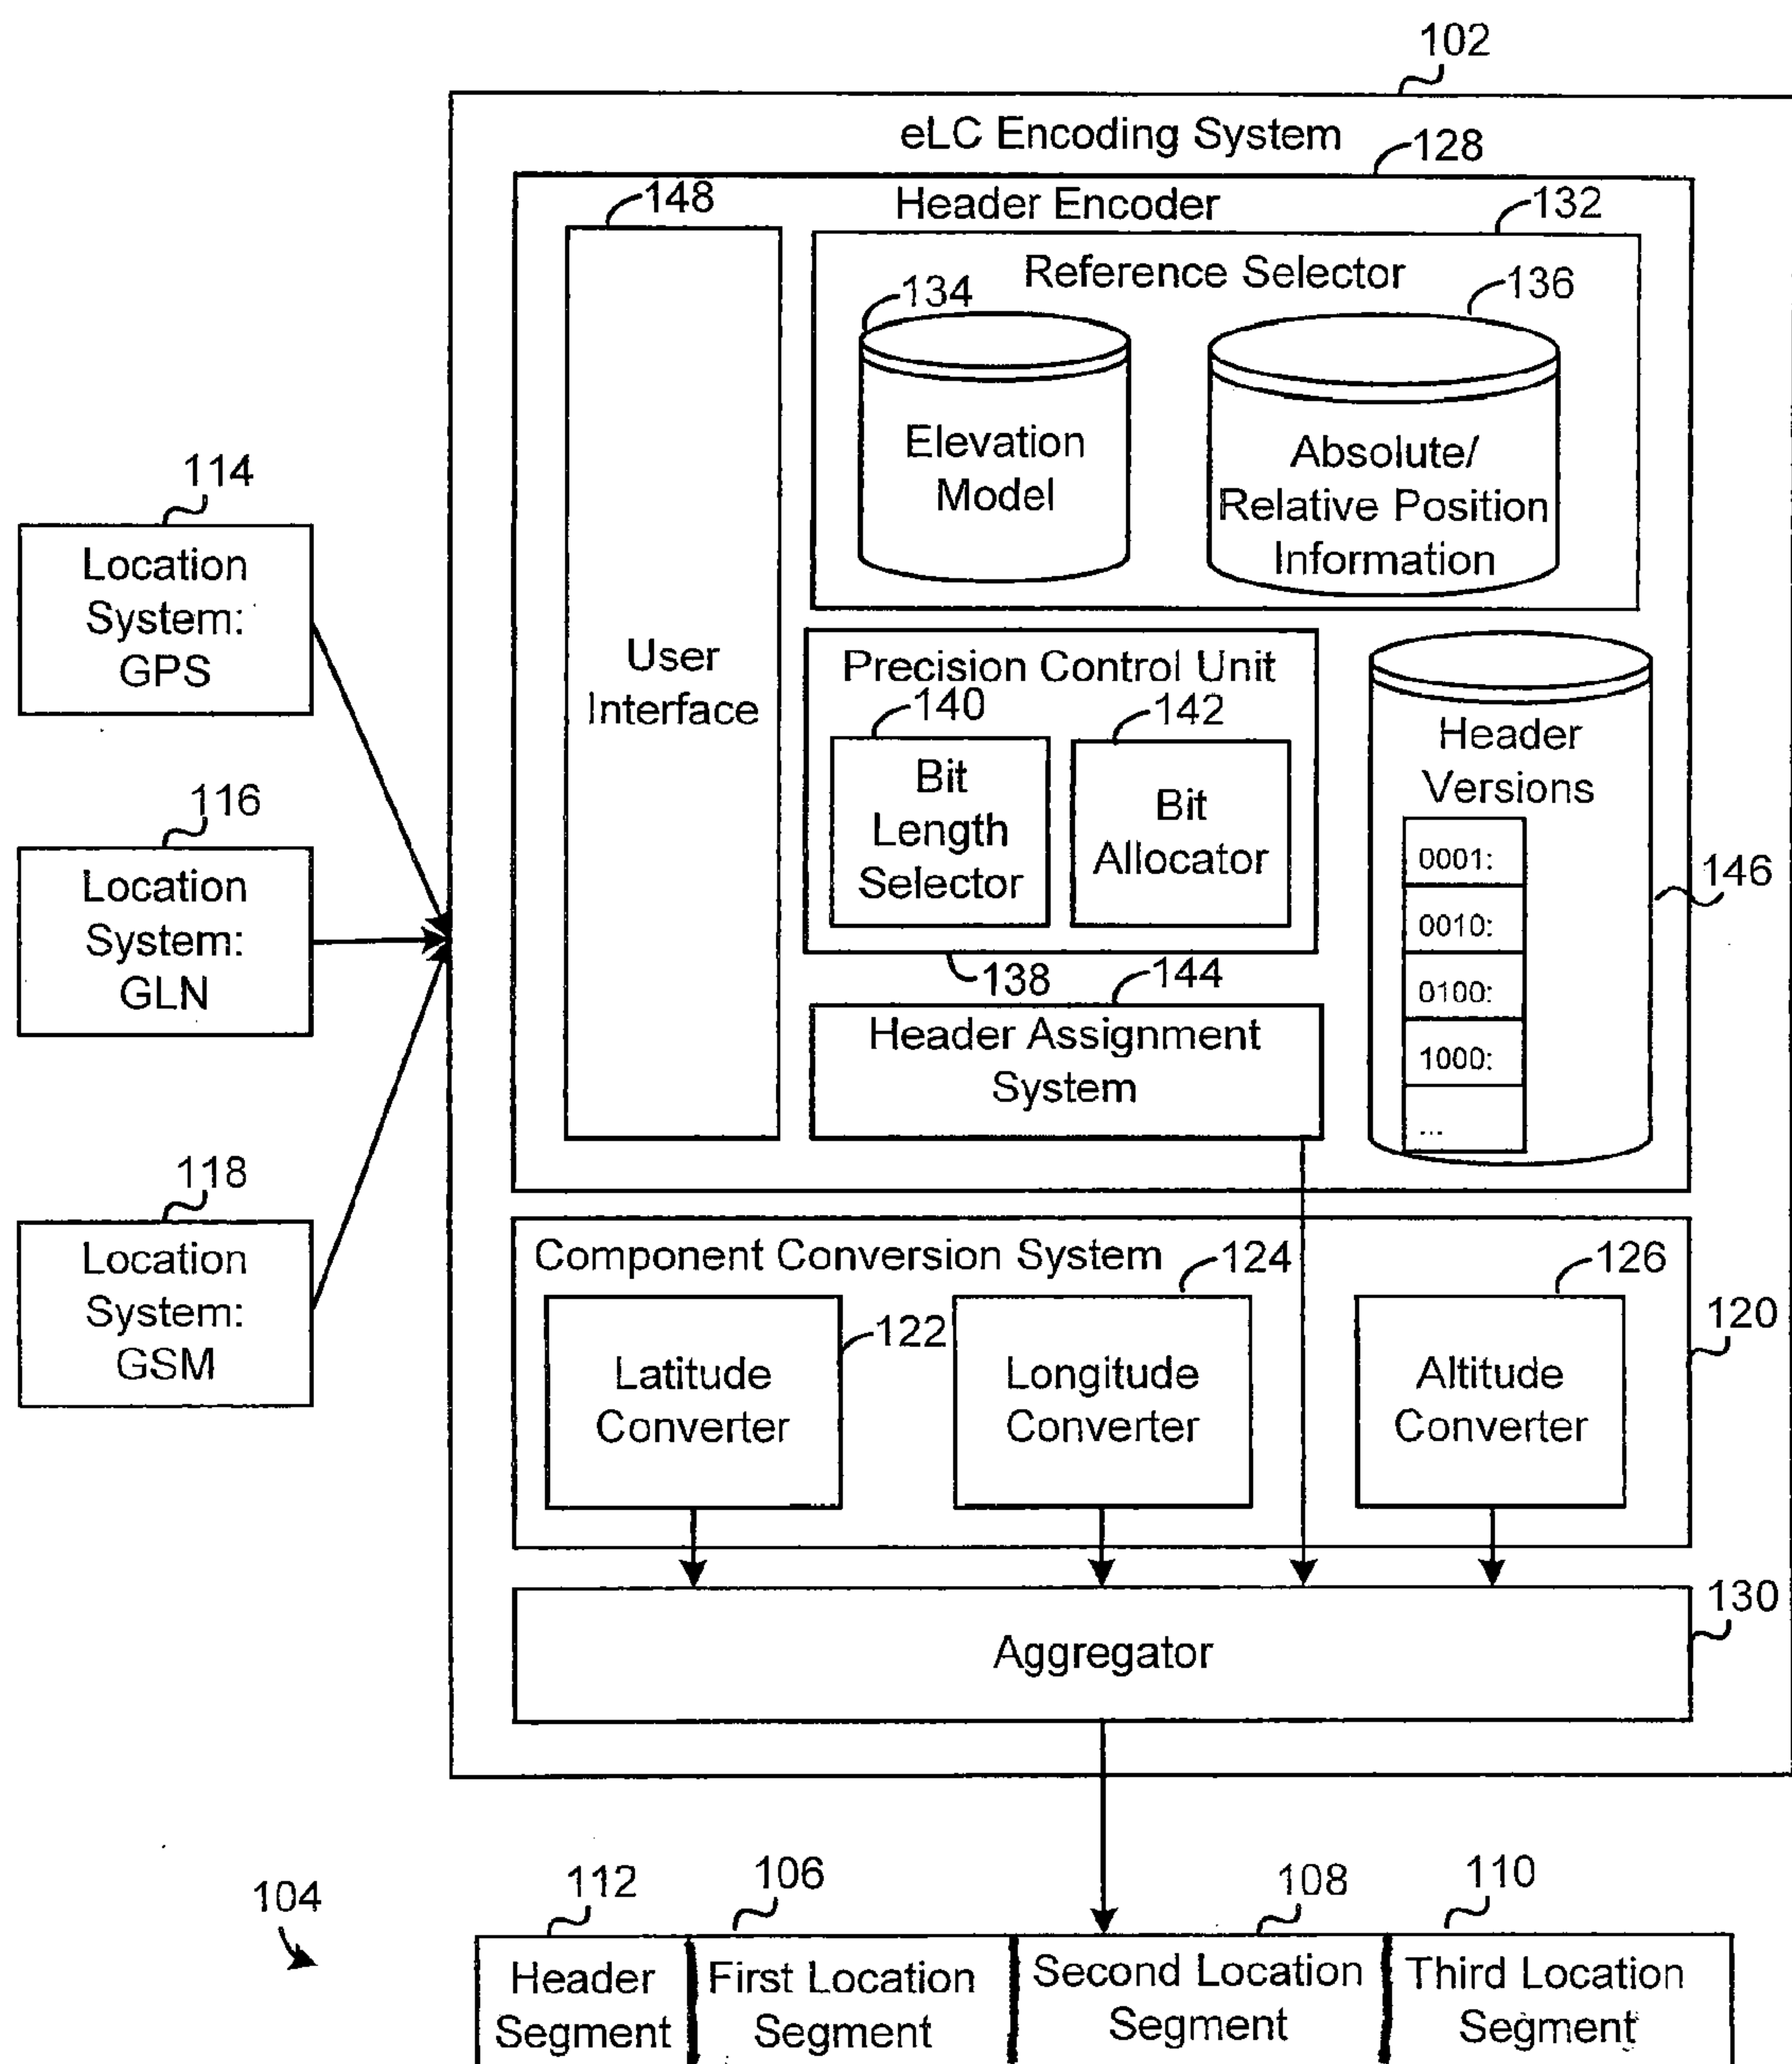 102
eLC Encoding System
128
148
Header Encoder
132
Reference Selector
134
136
Elevation
Model
Absolute/
Relative Position
Information
114
Location
System:
GPS
116
Location
System:
GLN
118
Location
System:
GSM
User
Interface
Precision Control Unit
140
142
Bit
Length
Selector
Bit
Allocator
138
144
Header Assignment
System
Header
Versions
0001:
0010:
0100:
1000:
...
146
Component Conversion System
124
126
120
122
Latitude
Converter
Longitude
Converter
Altitude
Converter
130
Aggregator
104
112
106
108
110
Header
Segment
First Location
Segment
Second Location
Segment
Third Location
Segment